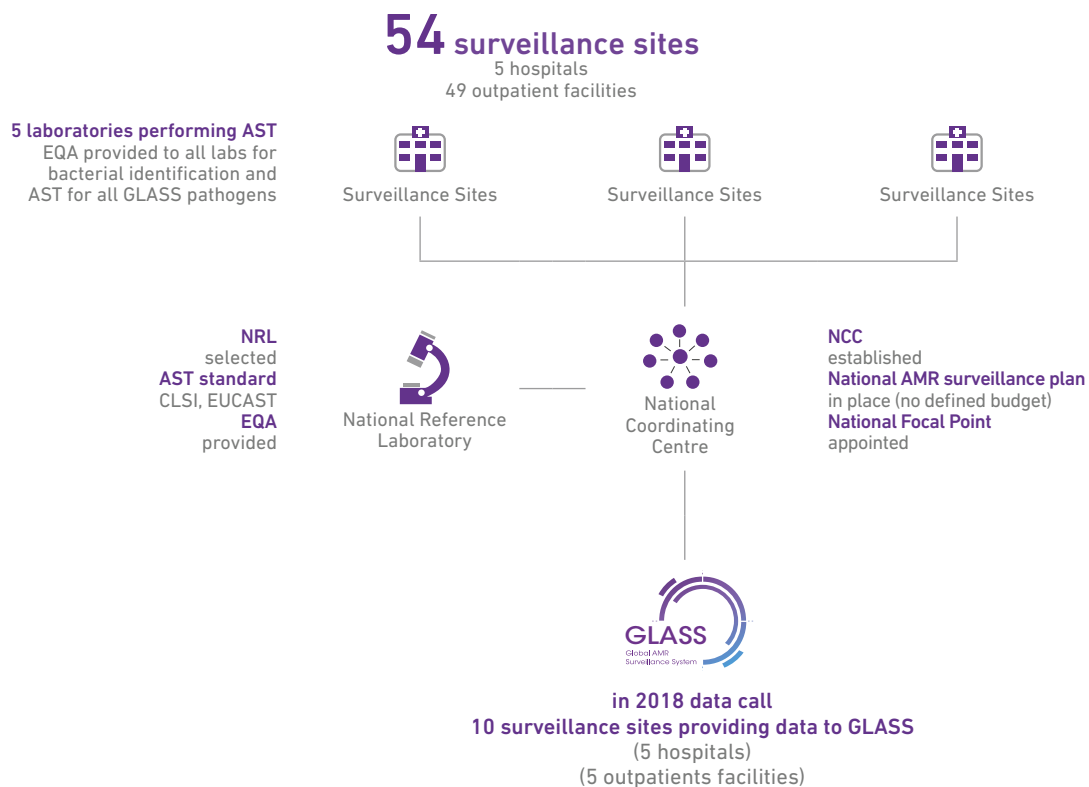 54 surveillance sites
5 hospitals
49 outpatient facilities
5 laboratories performing AST
EQA provided to all labs for
bacterial identification and
AST for all GLASS pathogens
Surveillance Sites
Surveillance Sites
Surveillance Sites
NRL
selected
AST standard
CLSI, EUCAST
EQA
provided
National Reference
Laboratory
National
Coordinating
Centre
NCC
established
National AMR surveillance plan
in place (no defined budget)
National Focal Point
appointed
GLASS
Global AMR
Surveillance System
in 2018 data call
10 surveillance sites providing data to GLASS
(5 hospitals)
(5 outpatients facilities)